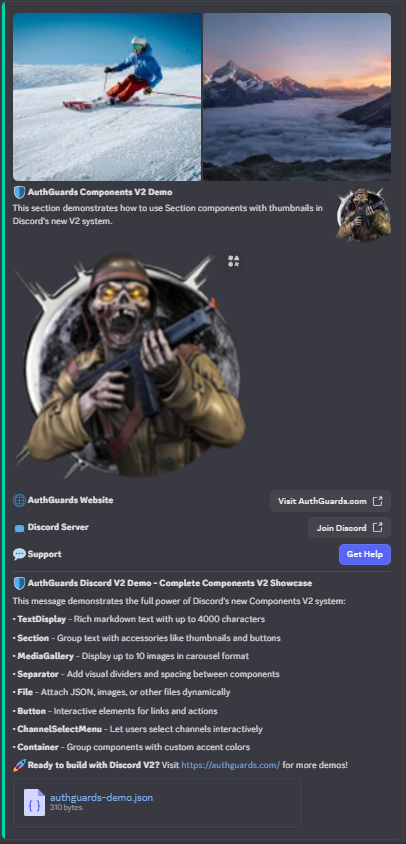 AuthGuards Components V2 Demo
This section demonstrates how to use Section components with thumbnails in
Discord's new V2 system.
AuthGuards Website
Visit AuthGuards.com
Discord Server
Join Discord
Support
Get Help
AuthGuards Discord V2 Demo - Complete Components V2 Showcase
This message demonstrates the full power of Discord's new Components V2 system:
• TextDisplay - Rich markdown text with up to 4000 characters
• Section - Group text with accessories like thumbnails and buttons
• MediaGallery - Display up to 10 images in carousel format
• Separator - Add visual dividers and spacing between components
• File - Attach JSON, images, or other files dynamically
• Button - Interactive elements for links and actions
• ChannelSelectMenu - Let users select channels interactively
• Container - Group components with custom accent colors
Ready to build with Discord V2? Visit https://authguards.com/ for more demos!
authguards-demo.json
310 bytes